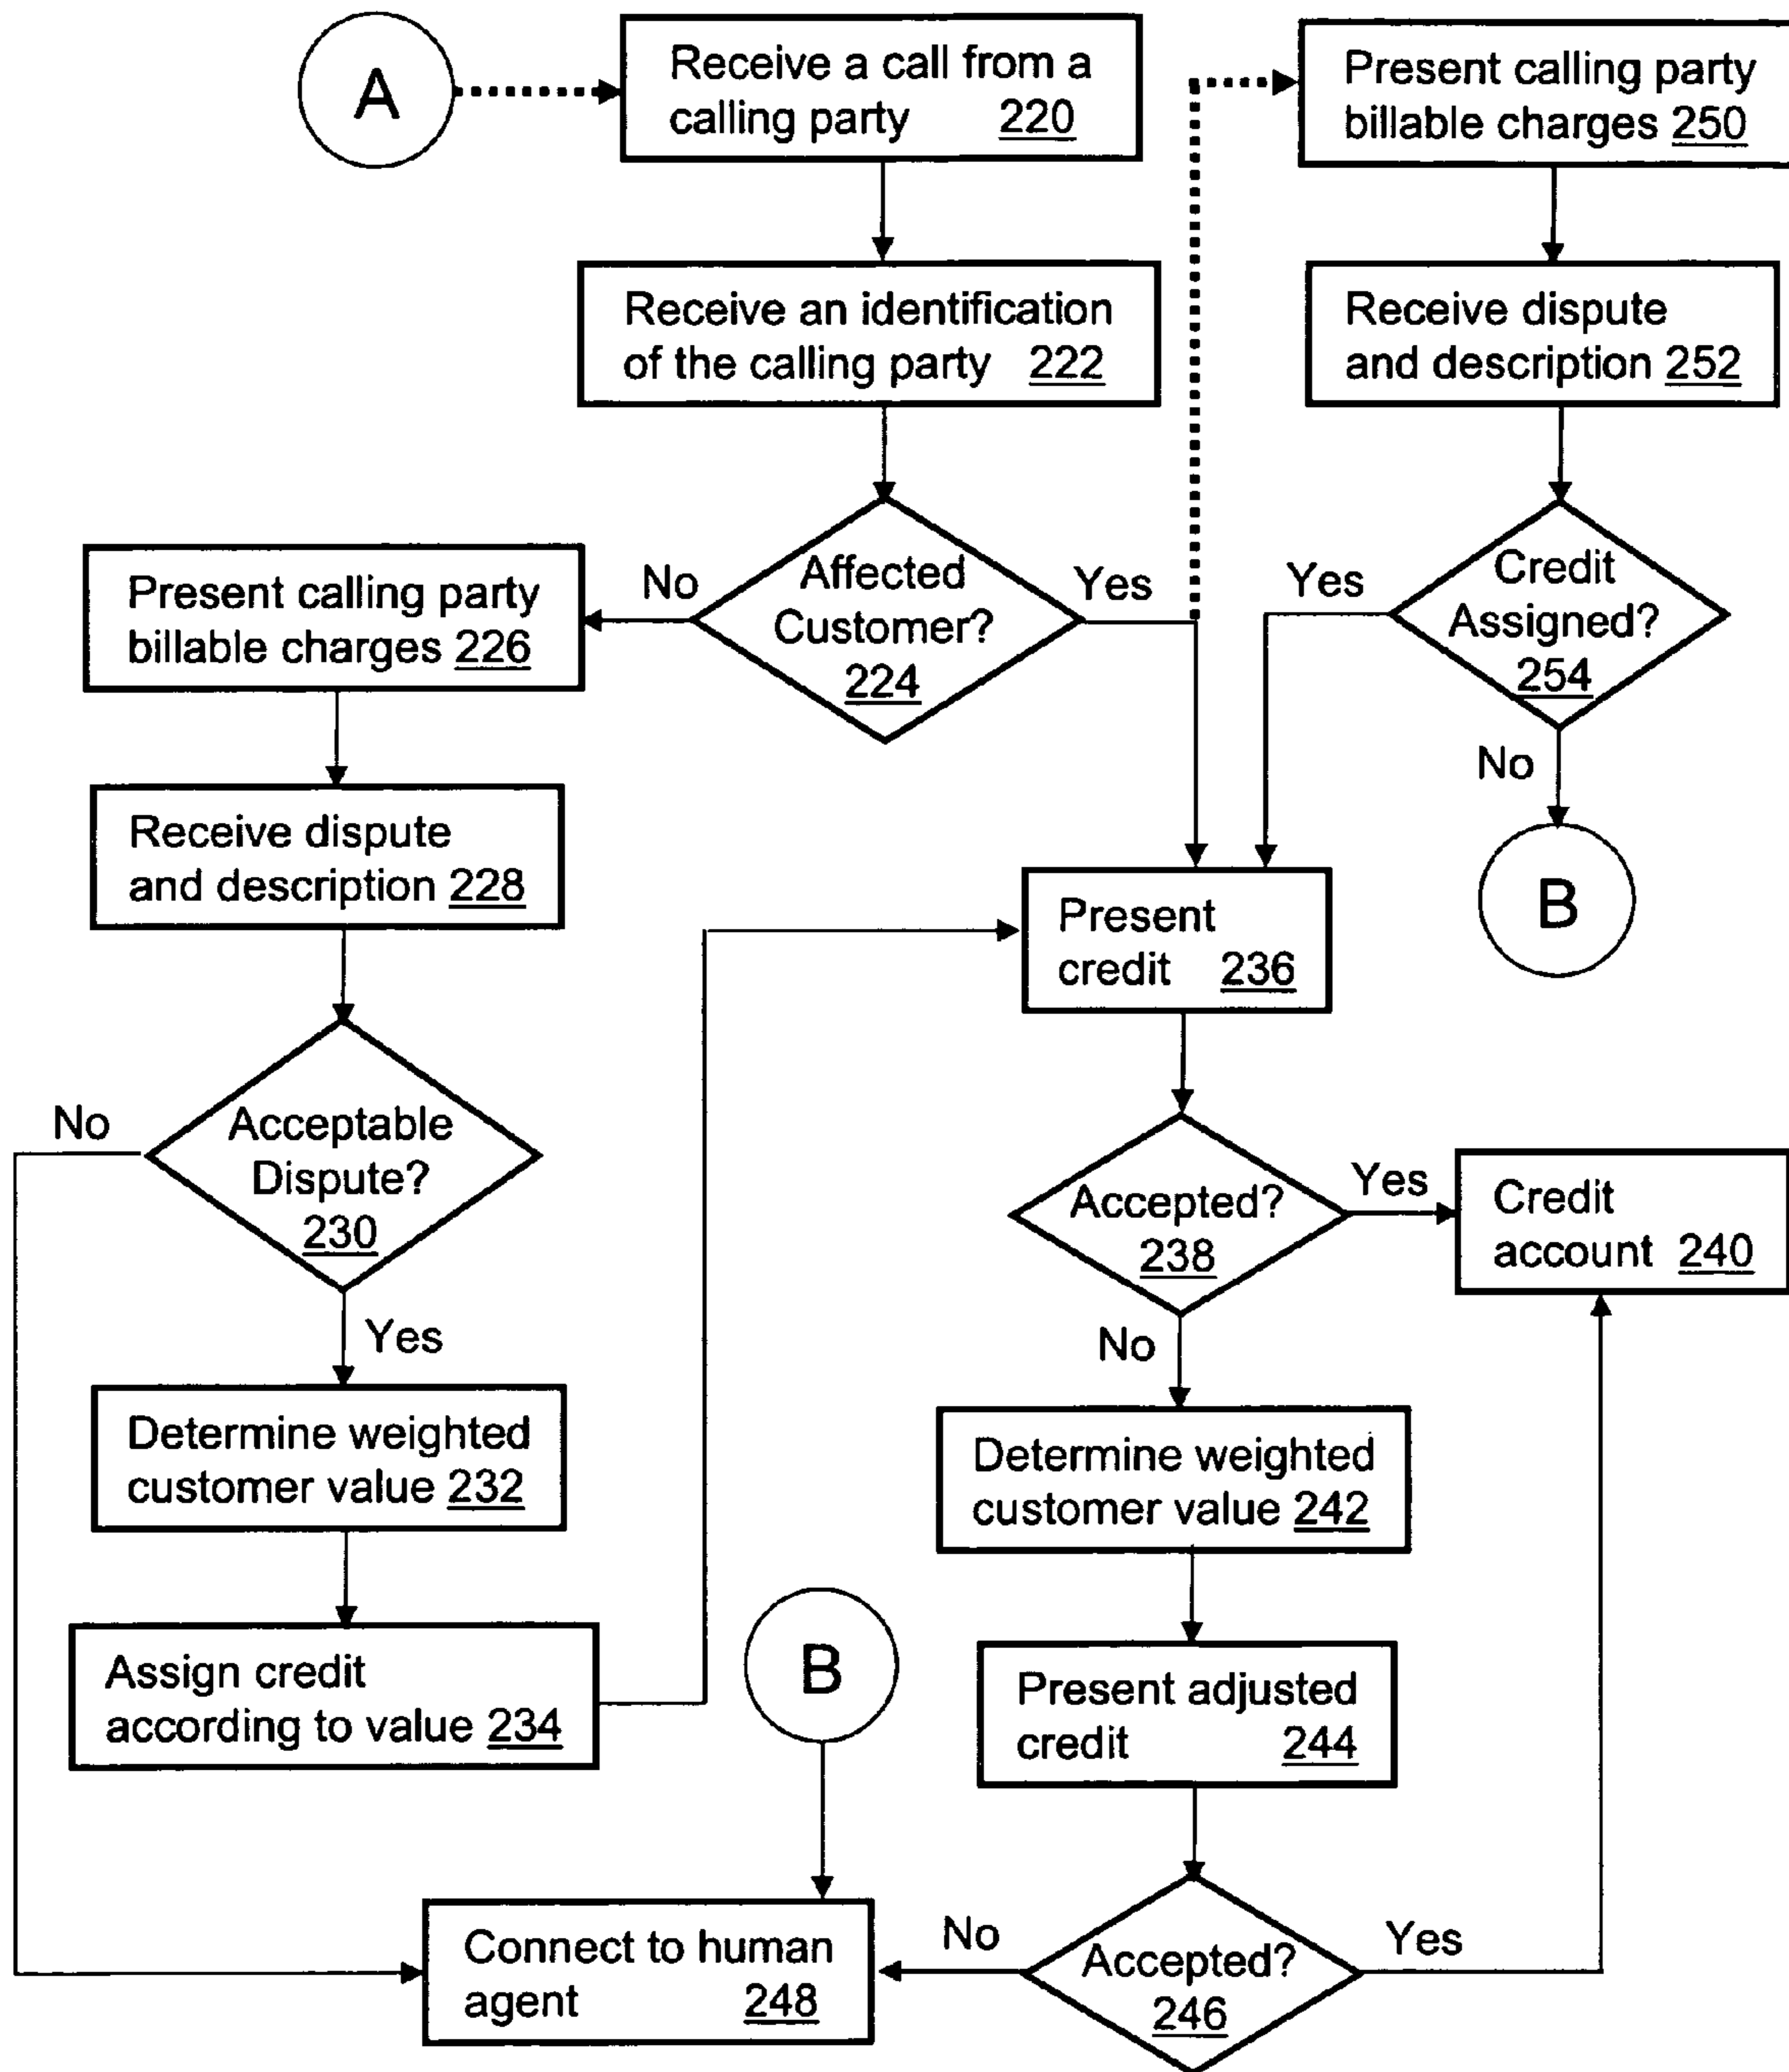 A
Receive a call from a
calling party 220
Present calling party
billable charges 250
Receive an identification
of the calling party 222
Receive dispute
and description 252
Affected
Customer?
224
No
Yes
Credit
Assigned?
254
Yes
No
B
Present calling party
billable charges 226
Receive dispute
and description 228
Present
credit 236
Acceptable
Dispute?
230
No
Yes
Accepted?
238
Yes
No
Credit
account 240
Determine weighted
customer value 232
Determine weighted
customer value 242
Assign credit
according to value 234
B
Present adjusted
credit 244
Connect to human
agent 248
No
Accepted?
246
Yes